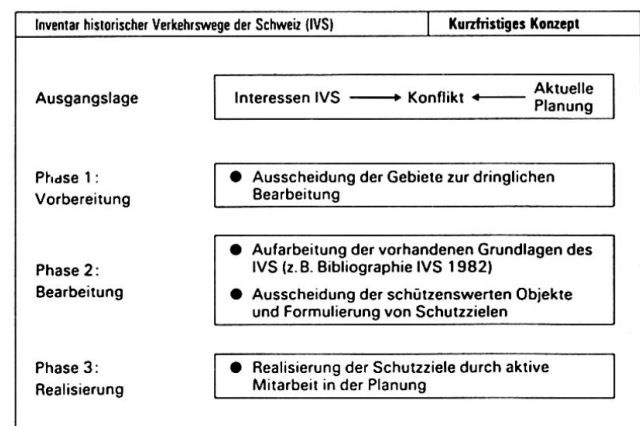 Inventar historischer Verkehrswege der Schweiz (IVS)
Kurzfristiges Konzept
Ausgangslage
Interessen IVS
Konflikt
Aktuelle
Planung
Phase 1:
Vorbereitung
● Ausscheidung der Gebiete zur dringlichen
Bearbeitung
Phase 2:
Bearbeitung
● Aufarbeitung der vorhandenen Grundlagen des
IVS (z.B. Bibliographie IVS 1982)
● Ausscheidung der schützenswerten Objekte
und Formulierung von Schutzzielen
Phase 3:
Realisierung
● Realisierung der Schutzziele durch aktive
Mitarbeit in der Planung